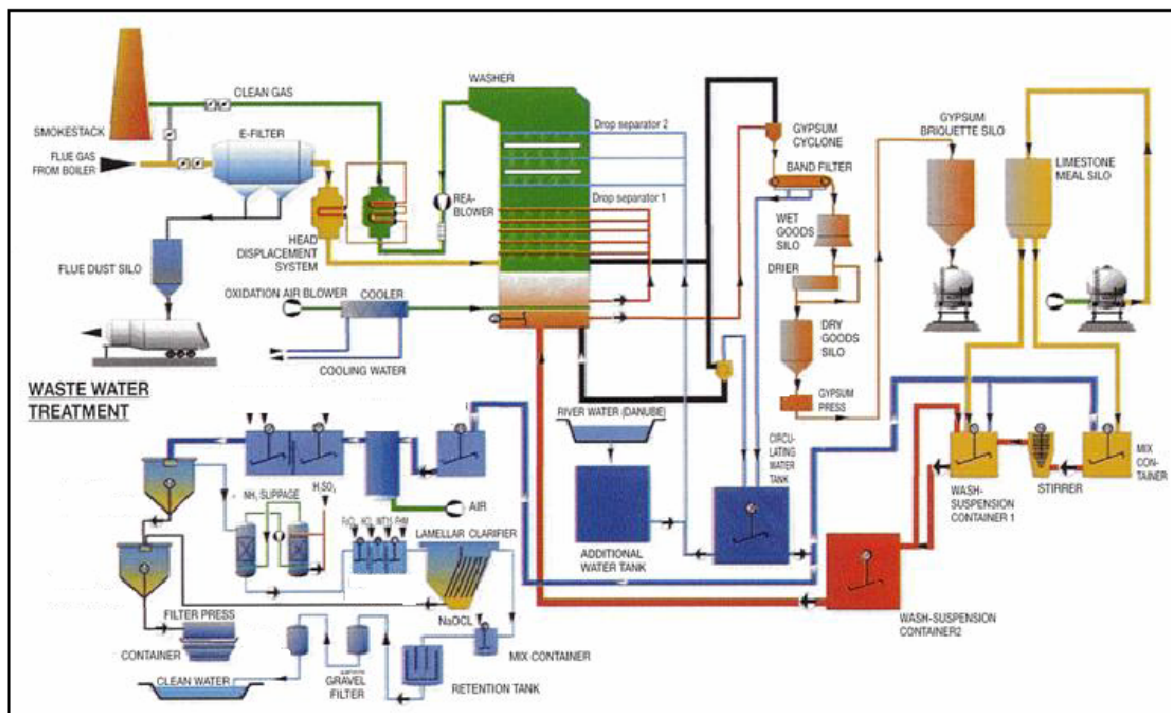 WASHER
CLEAN GAS
SMOKESTACK
E-FILTER
FLUE GAS
FROM BOILER
Drop separator 2
GYPSUM
CYCLONE
GYPSUM
BRIQUETTE SILO
LIMESTONE
MEAL SILO
BAND FILTER
Drop separator 1
REA-
BLOWER
WET
GOODS
SILO
HEAD
DISPLACEMENT
SYSTEM
FLUE DUST SILO
DRIER
OXIDATION AIR BLOWER
COOLER
DRY
GOODS
SILO
COOLING WATER
GYPSUM
PRESS
WASTE WATER
TREATMENT
RIVER WATER (DANUBE)
CIRCU-
LATING WATER
TANK
MIX
CON-
TAINER
STIRRER
WASH-
SUSPENSION
CONTAINER 1
NH₃ SLIPPAGE
AIR
LAMELLAR CLARIFIER
ADDITIONAL
WATER TANK
WASH-SUSPENSION
CONTAINER2
FILTER PRESS
NaOCL
CONTAINER
MIX CONTAINER
CLEAN WATER
GRAVEL
FILTIER
RETENTION TANK